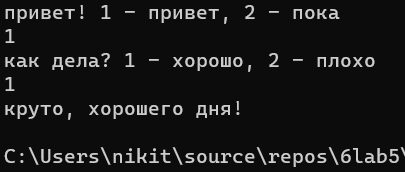 привет! 1 - привет, 2 - пока
1
как дела? 1 - хорошо, 2 - плохо
1
круто, хорошего дня!
C:\Users\nikit\source\repos\6lab5\